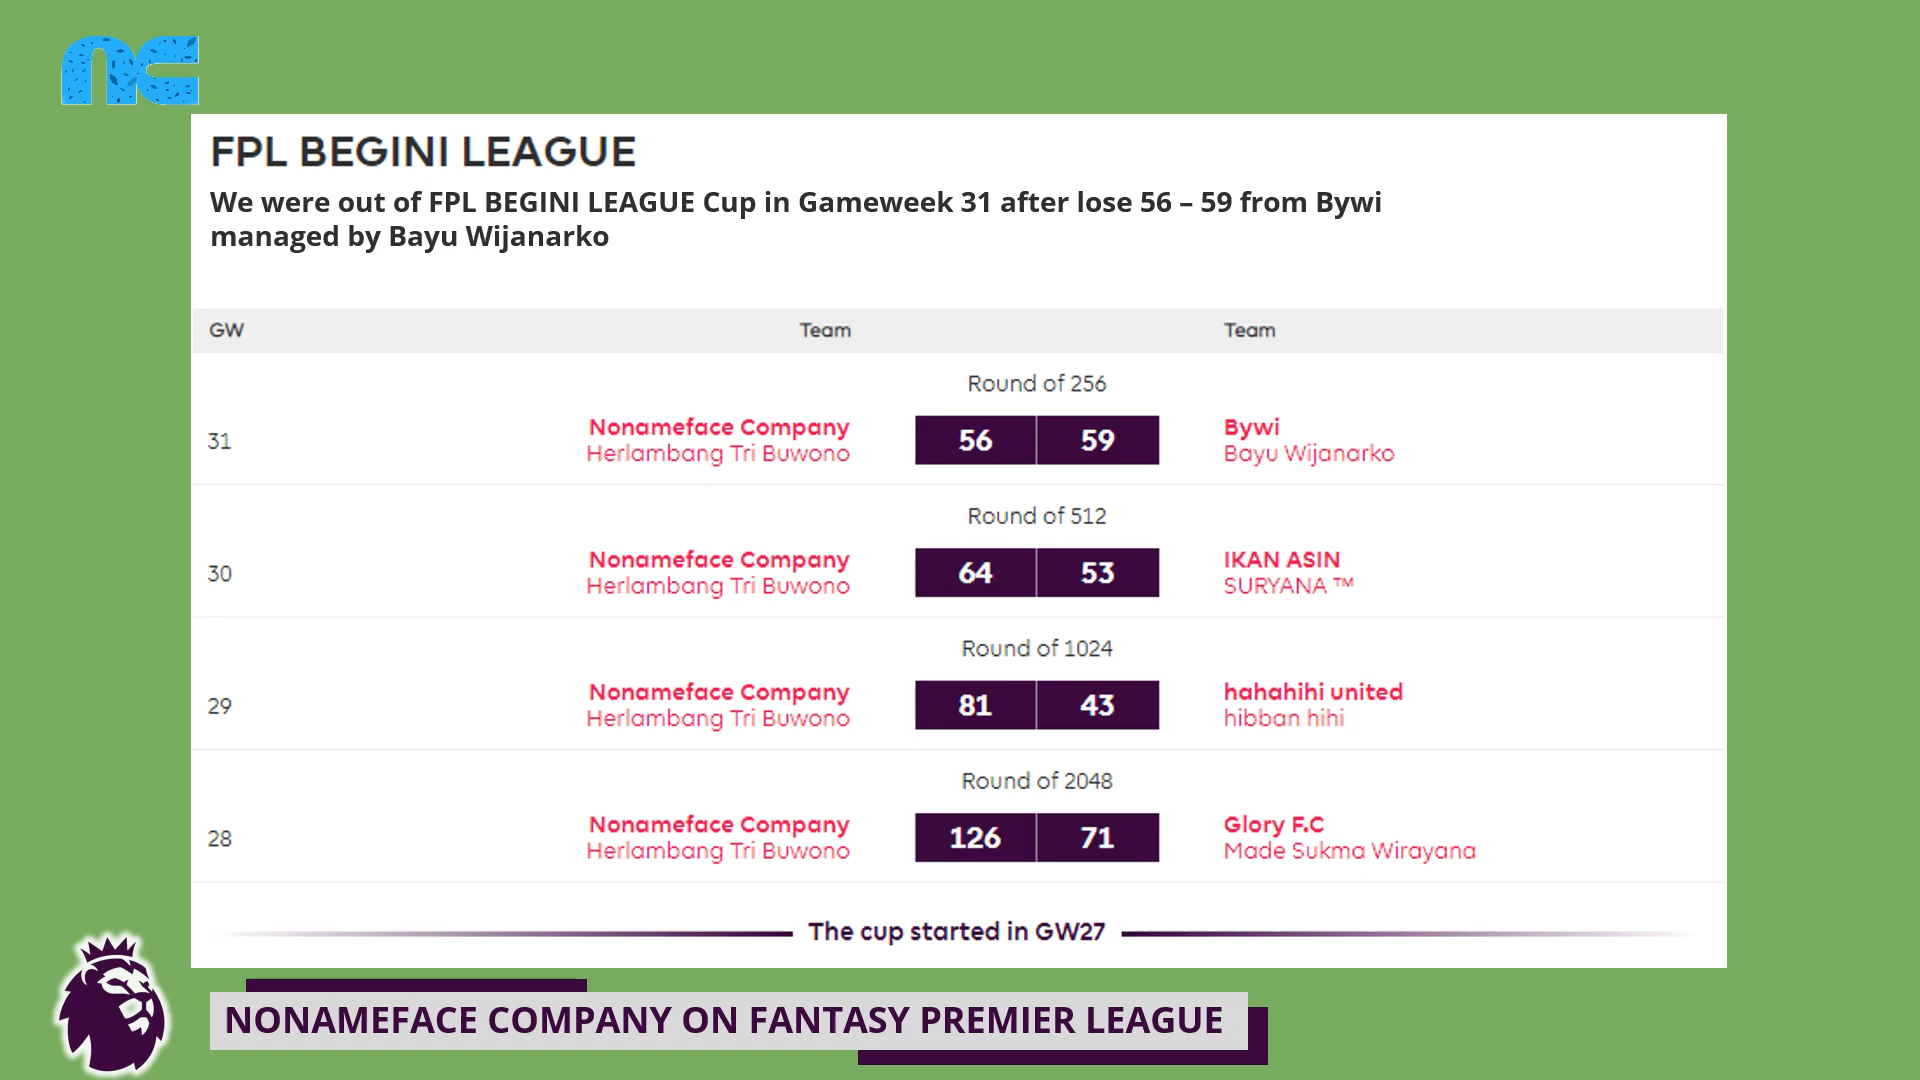 nc
FPL BEGINI LEAGUE
We were out of FPL BEGINI LEAGUE Cup in Gameweek 31 after lose 56 – 59 from Bywi
managed by Bayu Wijanarko
GW Team Team
Round of 256
31 Nonameface Company 56 59 Bywi
Herlambang Tri Buwono Bayu Wijanarko
Round of 512
30 Nonameface Company 64 53 IKAN ASIN
Herlambang Tri Buwono SURYANA ™
Round of 1024
29 Nonameface Company 81 43 hahahihi united
Herlambang Tri Buwono hibban hihi
Round of 2048
28 Nonameface Company 126 71 Glory F.C
Herlambang Tri Buwono Made Sukma Wirayana
The cup started in GW27
NONAMEFACE COMPANY ON FANTASY PREMIER LEAGUE